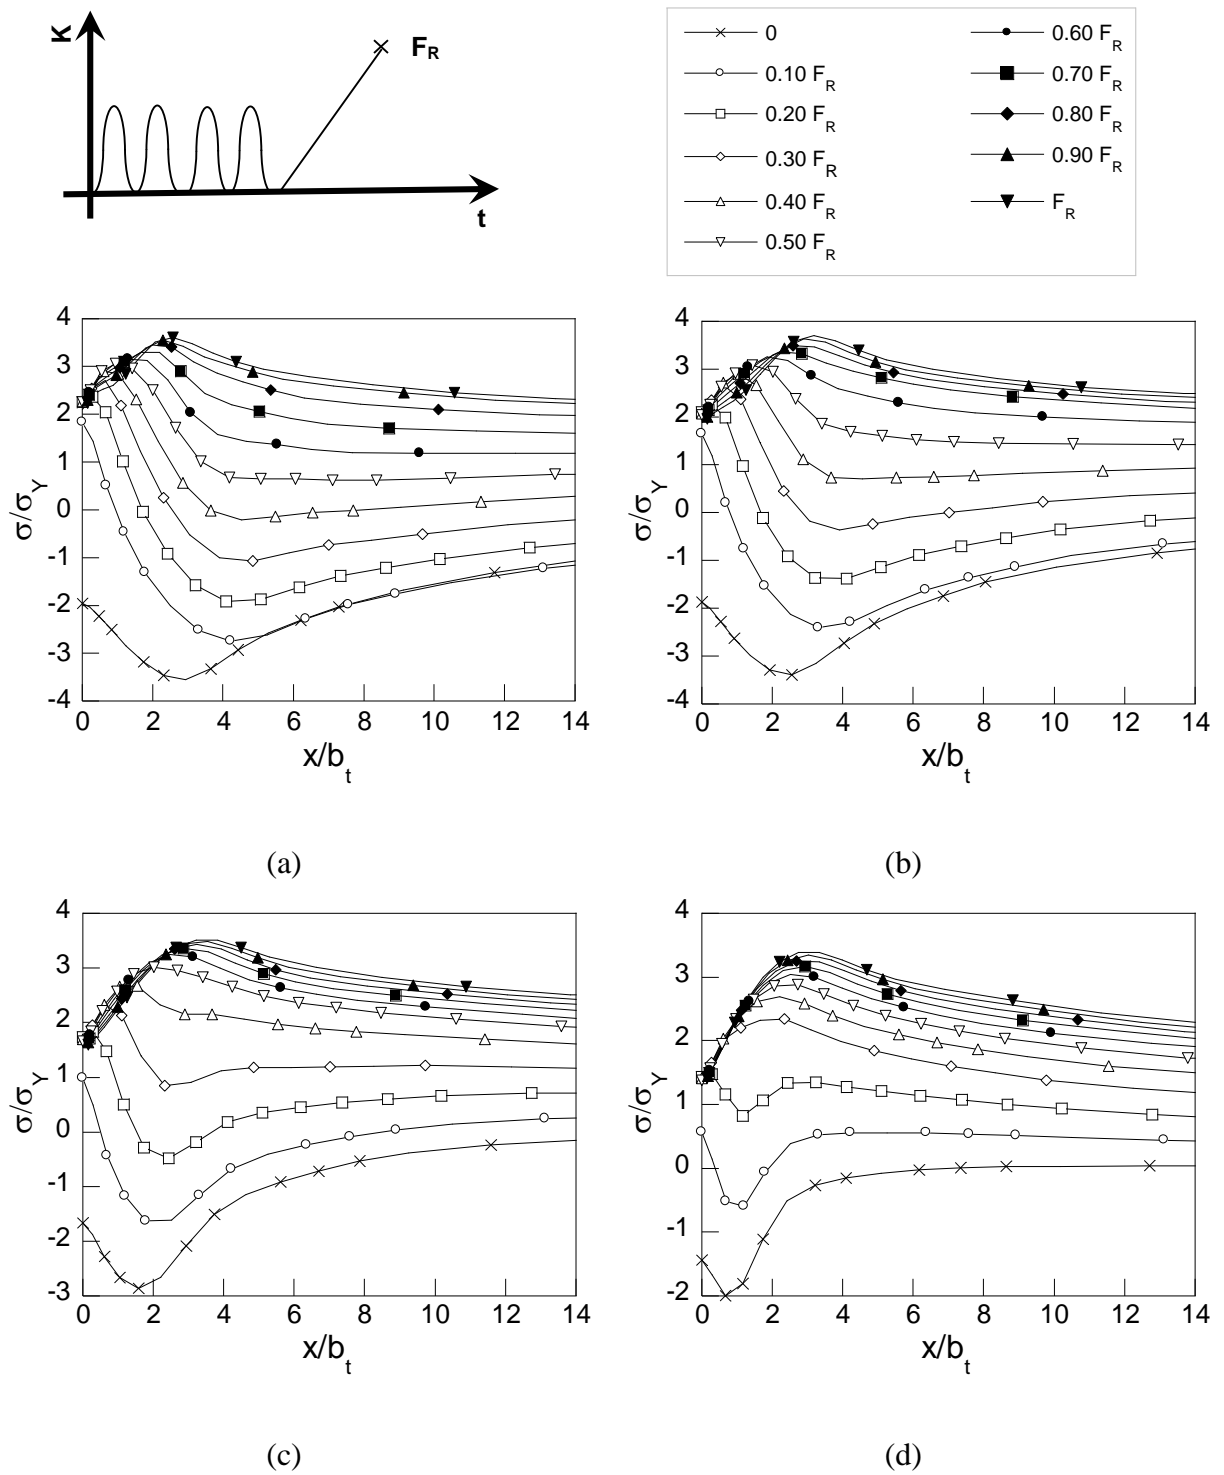 K
F_R
t
0
0.10 F_R
0.20 F_R
0.30 F_R
0.40 F_R
0.50 F_R
0.60 F_R
0.70 F_R
0.80 F_R
0.90 F_R
F_R
4
3
2
1
0
-1
-2
-3
-4
σ/σ_Y
0 2 4 6 8 10 12 14
x/b_t
(a)
4
3
2
1
0
-1
-2
-3
-4
σ/σ_Y
0 2 4 6 8 10 12 14
x/b_t
(b)
4
3
2
1
0
-1
-2
-3
σ/σ_Y
0 2 4 6 8 10 12 14
x/b_t
(c)
4
3
2
1
0
-1
-2
σ/σ_Y
0 2 4 6 8 10 12 14
x/b_t
(d)